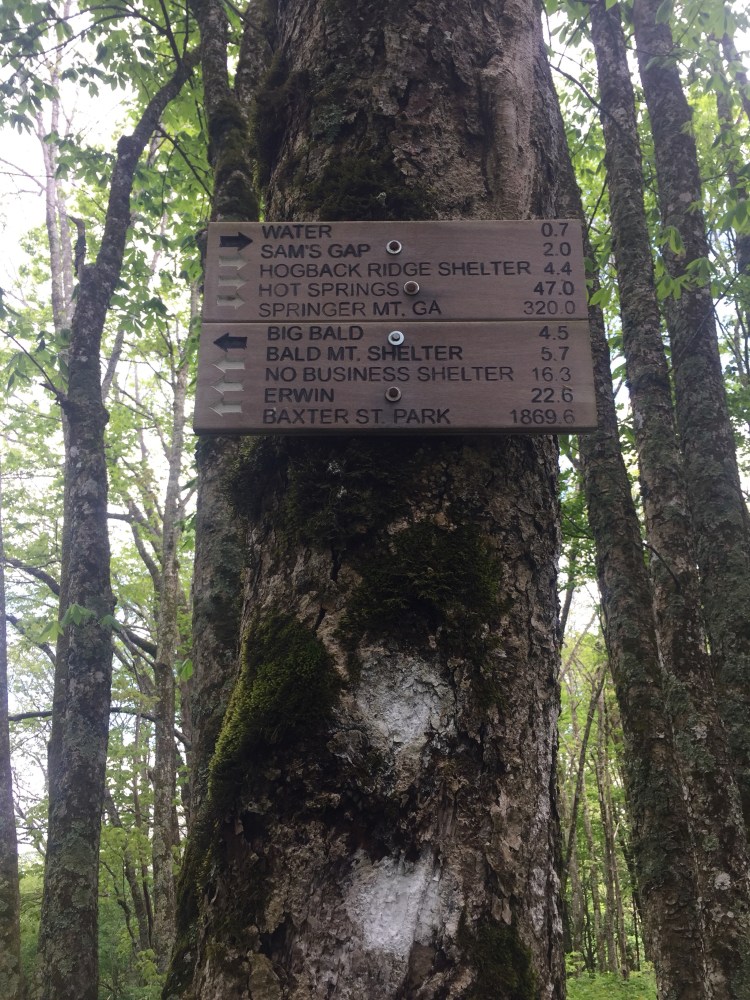 WATER 0.7
SAM'S GAP 2.0
HOGBACK RIDGE SHELTER 4.4
HOT SPRINGS 47.0
SPRINGER MT. GA 320.0
BIG BALD 4.5
BALD MT. SHELTER 5.7
NO BUSINESS SHELTER 16.3
ERWIN 22.6
BAXTER ST. PARK 1869.6